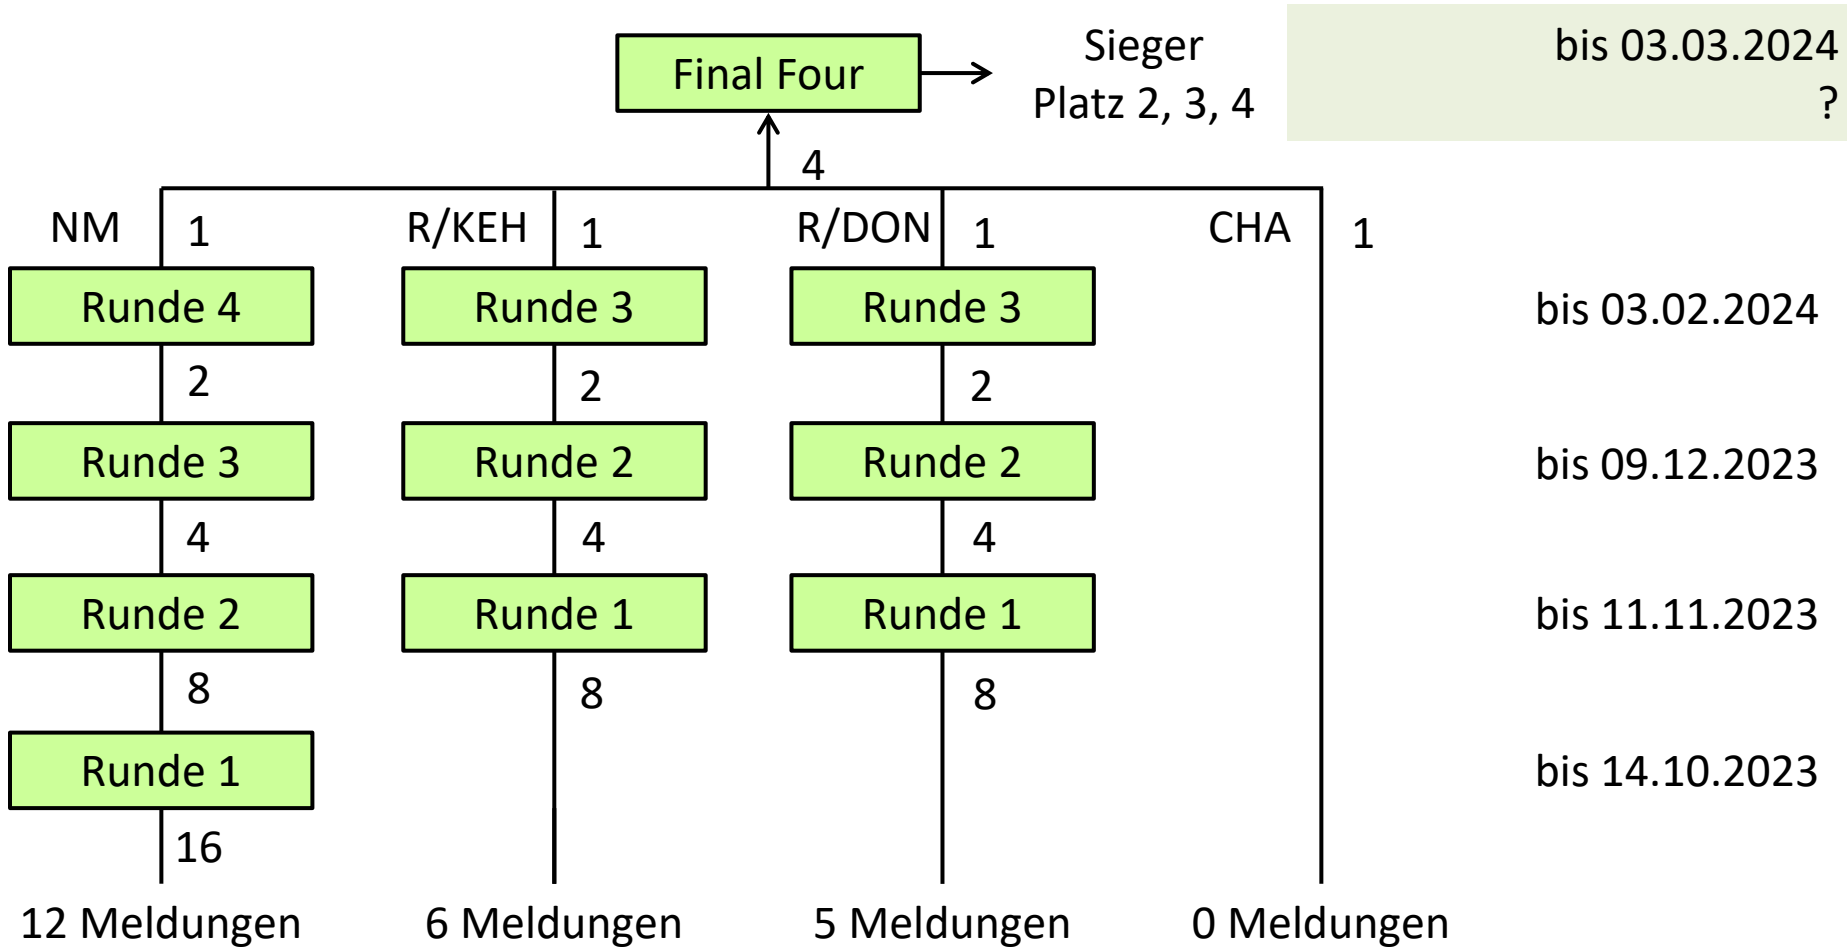 Final Four
Sieger
Platz 2, 3, 4
bis 03.03.2024
?
4
NM 1 R/KEH 1 R/DON 1 CHA 1
Runde 4 Runde 3 Runde 3 bis 03.02.2024
2 2 2
Runde 3 Runde 2 Runde 2 bis 09.12.2023
4 4 4
Runde 2 Runde 1 Runde 1 bis 11.11.2023
8 8 8
Runde 1 bis 14.10.2023
16
12 Meldungen 6 Meldungen 5 Meldungen 0 Meldungen